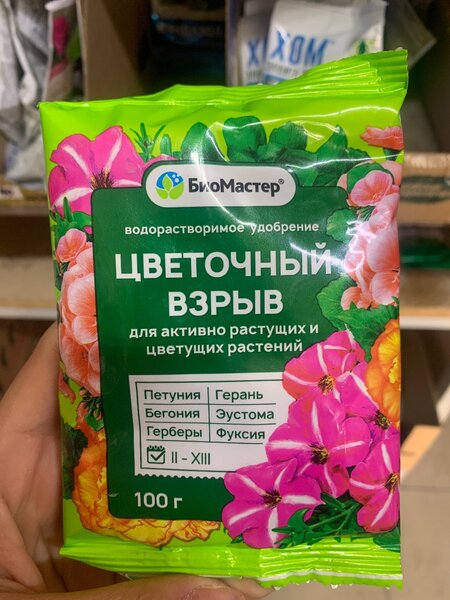 ХОМ
БиоМастер®
водорастворимое удобрение
ЦВЕТОЧНЫЙ
ВЗРЫВ
для активно растущих и
цветущих растений
Петуния Герань
Бегония Эустома
Герберы Фуксия
II - XIII
100 г